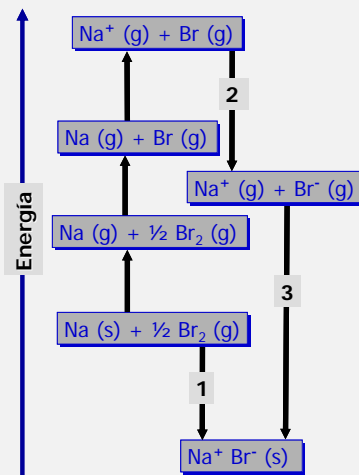 Na⁺ (g) + Br (g)
2
Na (g) + Br (g)
Na⁺ (g) + Br⁻ (g)
Energía
Na (g) + ½ Br₂ (g)
3
Na (s) + ½ Br₂ (g)
1
Na⁺ Br⁻ (s)